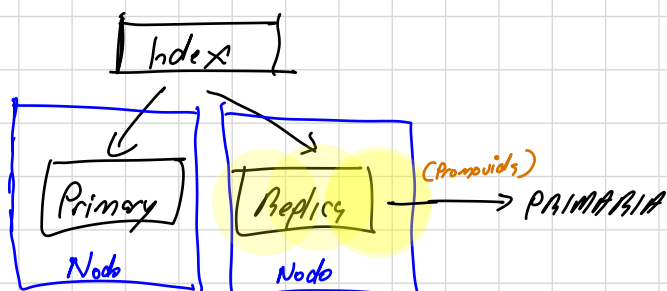 Index
Primary
Replica
(Promovida)
PRIMARIA
Nodo
Nodo